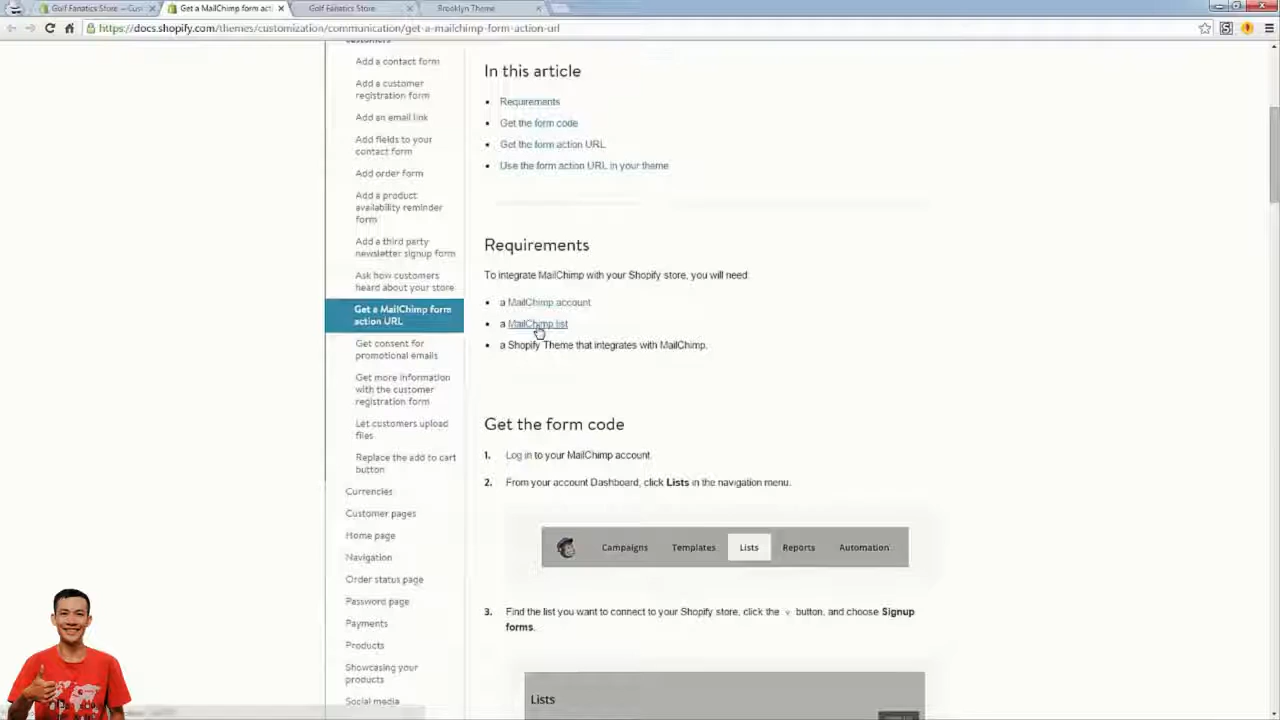 Golf Fanatics Store – Cus
Get a MailChimp form act
Golf Fanatics Store
Brooklyn Theme
https://docs.shopify.com/themes/customization/communication/get-a-mailchimp-form-action-url
customers
Add a contact form
Add a customer
registration form
Add an email link
Add fields to your
contact form
Add order form
Add a product
availability reminder
form
Add a third party
newsletter signup form
Ask how customers
heard about your store
Get a MailChimp form
action URL
Get consent for
promotional emails
Get more information
with the customer
registration form
Let customers upload
files
Replace the add to cart
button
Currencies
Customer pages
Home page
Navigation
Order status page
Password page
Payments
Products
Showcasing your
products
Social media
In this article
Requirements
Get the form code
Get the form action URL
Use the form action URL in your theme
Requirements
To integrate MailChimp with your Shopify store, you will need:
a MailChimp account
a MailChimp list
a Shopify Theme that integrates with MailChimp.
Get the form code
1. Log in to your MailChimp account.
2. From your account Dashboard, click Lists in the navigation menu.
Campaigns Templates Lists Reports Automation
3. Find the list you want to connect to your Shopify store, click the v button, and choose Signup
forms.
Lists